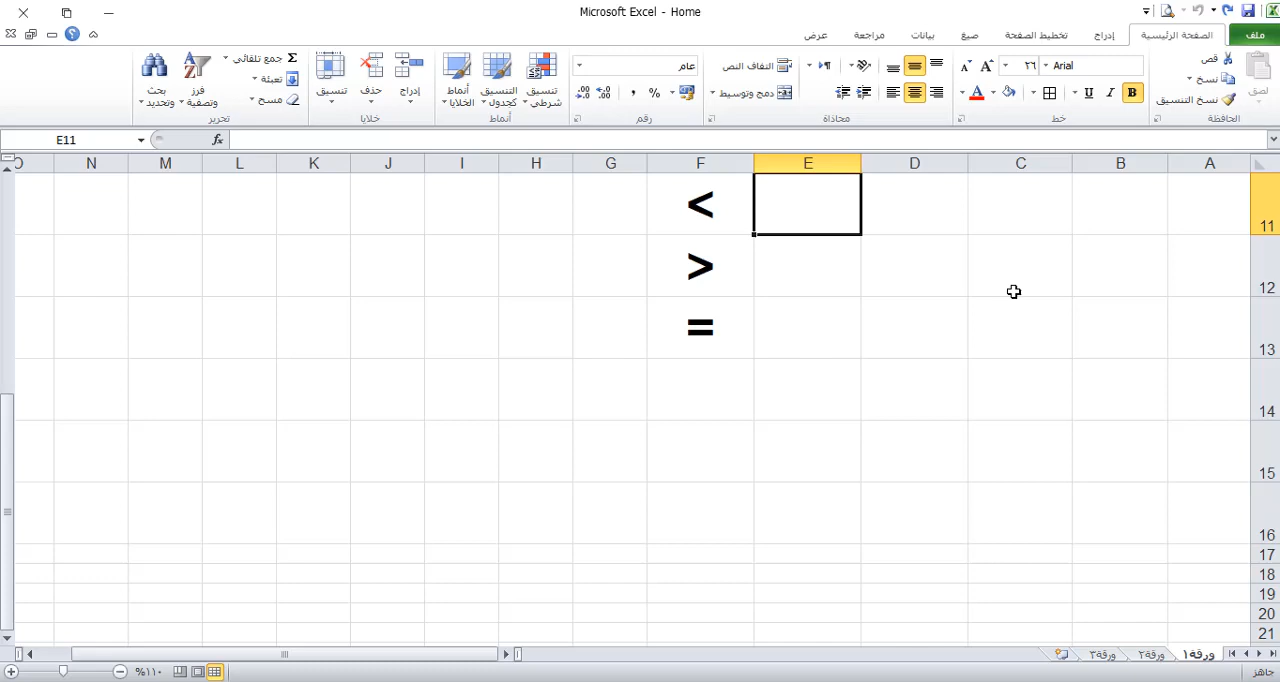 Microsoft Excel - Home
ملف
الصفحة الرئيسية
إدراج
تخطيط الصفحة
صيغ
بيانات
مراجعة
عرض
لصق
قص
نسخ
نسخ التنسيق
الحافظة
Arial
٢٦
B I U
خط
التفاف النص
دمج وتوسيط
محاذاة
عام
%
,
رقم
تنسيق شرطي
التنسيق كجدول
أنماط الخلايا
أنماط
إدراج
حذف
تنسيق
خلايا
Σ جمع تلقائي
تعبئة
مسح
فرز وتصفية
بحث وتحديد
تحرير
E11
fx
A B C D E F G H I J K L M N O
11
<
12
>
13
=
14
15
16
17
18
19
20
21
ورقة١
ورقة٢
ورقة٣
جاهز
%١١٠